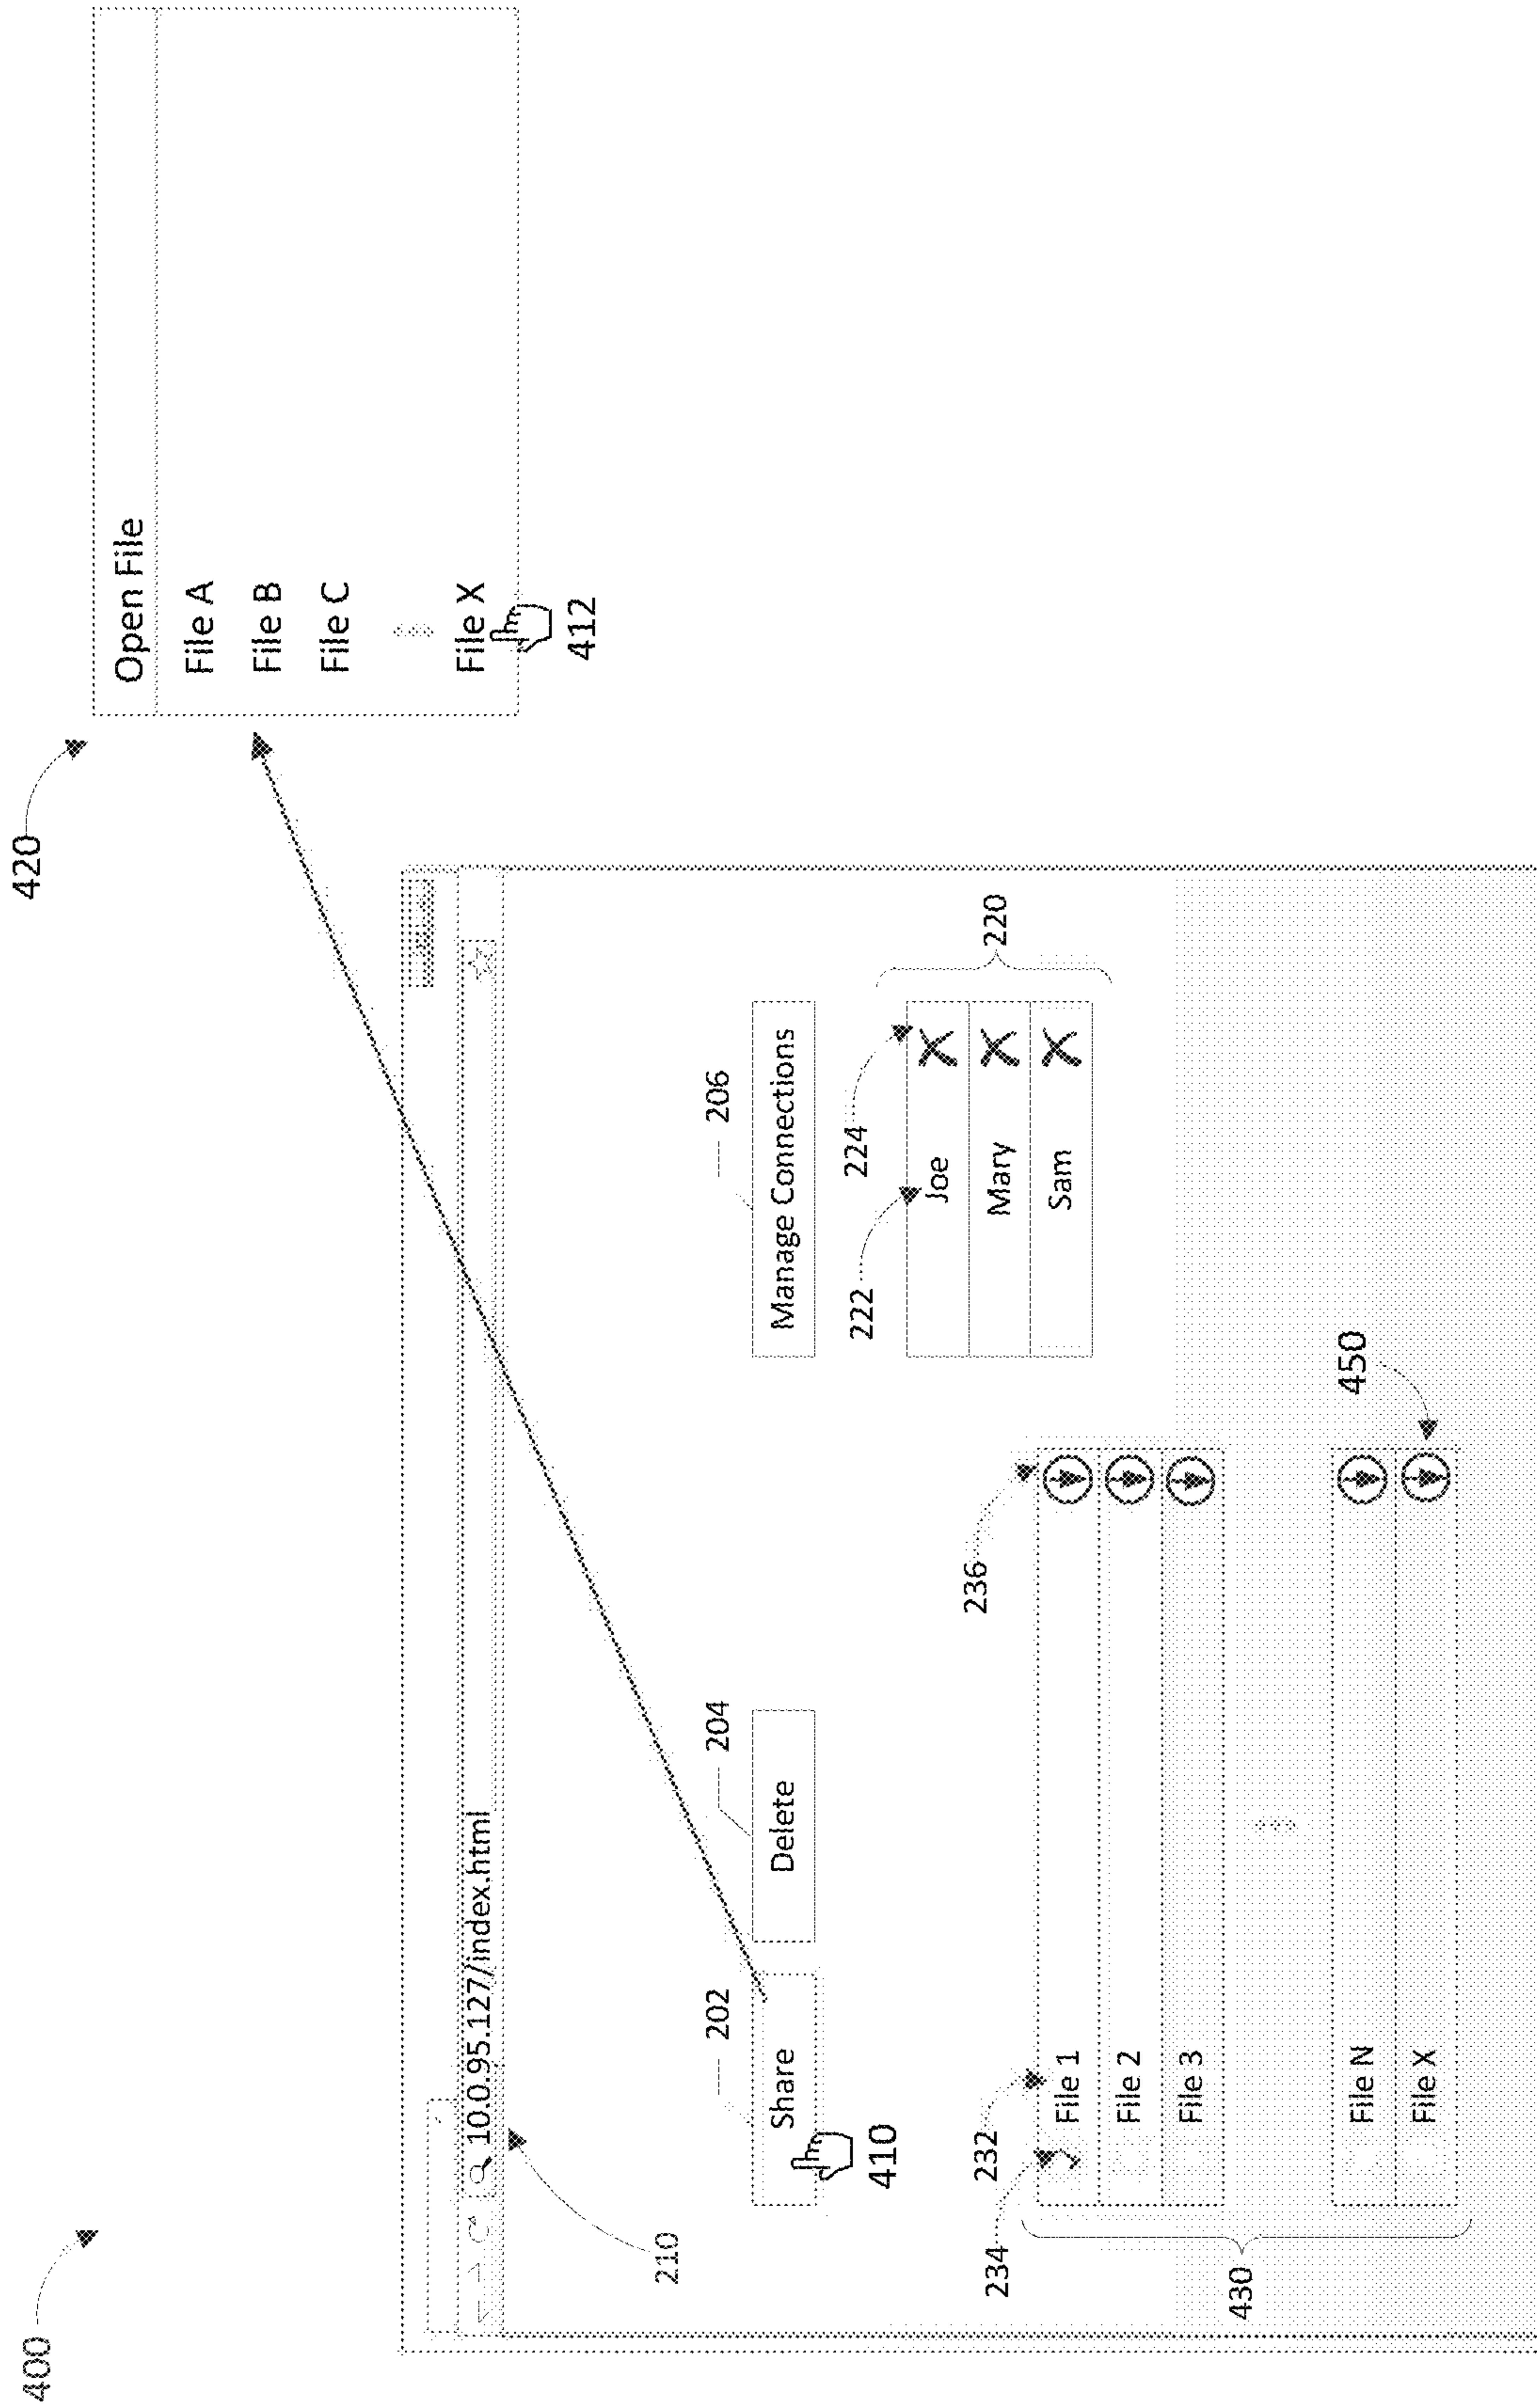 400
420
Open File
File A
File B
File C
File X
412
10.0.95.127/index.html
210
202
204
206
Share
Delete
Manage Connections
410
222
224
Joe X
Mary X
Sam X
220
234
232
236
File 1
File 2
File 3
File N
File X
430
450